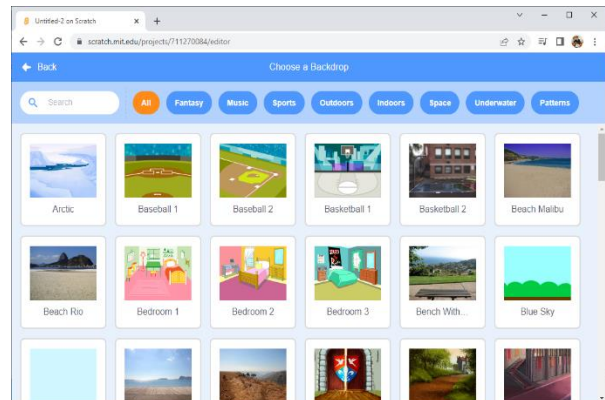 Untitled-2 on Scratch
scratch.mit.edu/projects/711270084/editor
Back
Choose a Backdrop
Search
All
Fantasy
Music
Sports
Outdoors
Indoors
Space
Underwater
Patterns
Arctic
Baseball 1
Baseball 2
Basketball 1
Basketball 2
Beach Malibu
Beach Rio
Bedroom 1
Bedroom 2
Bedroom 3
Bench With...
Blue Sky